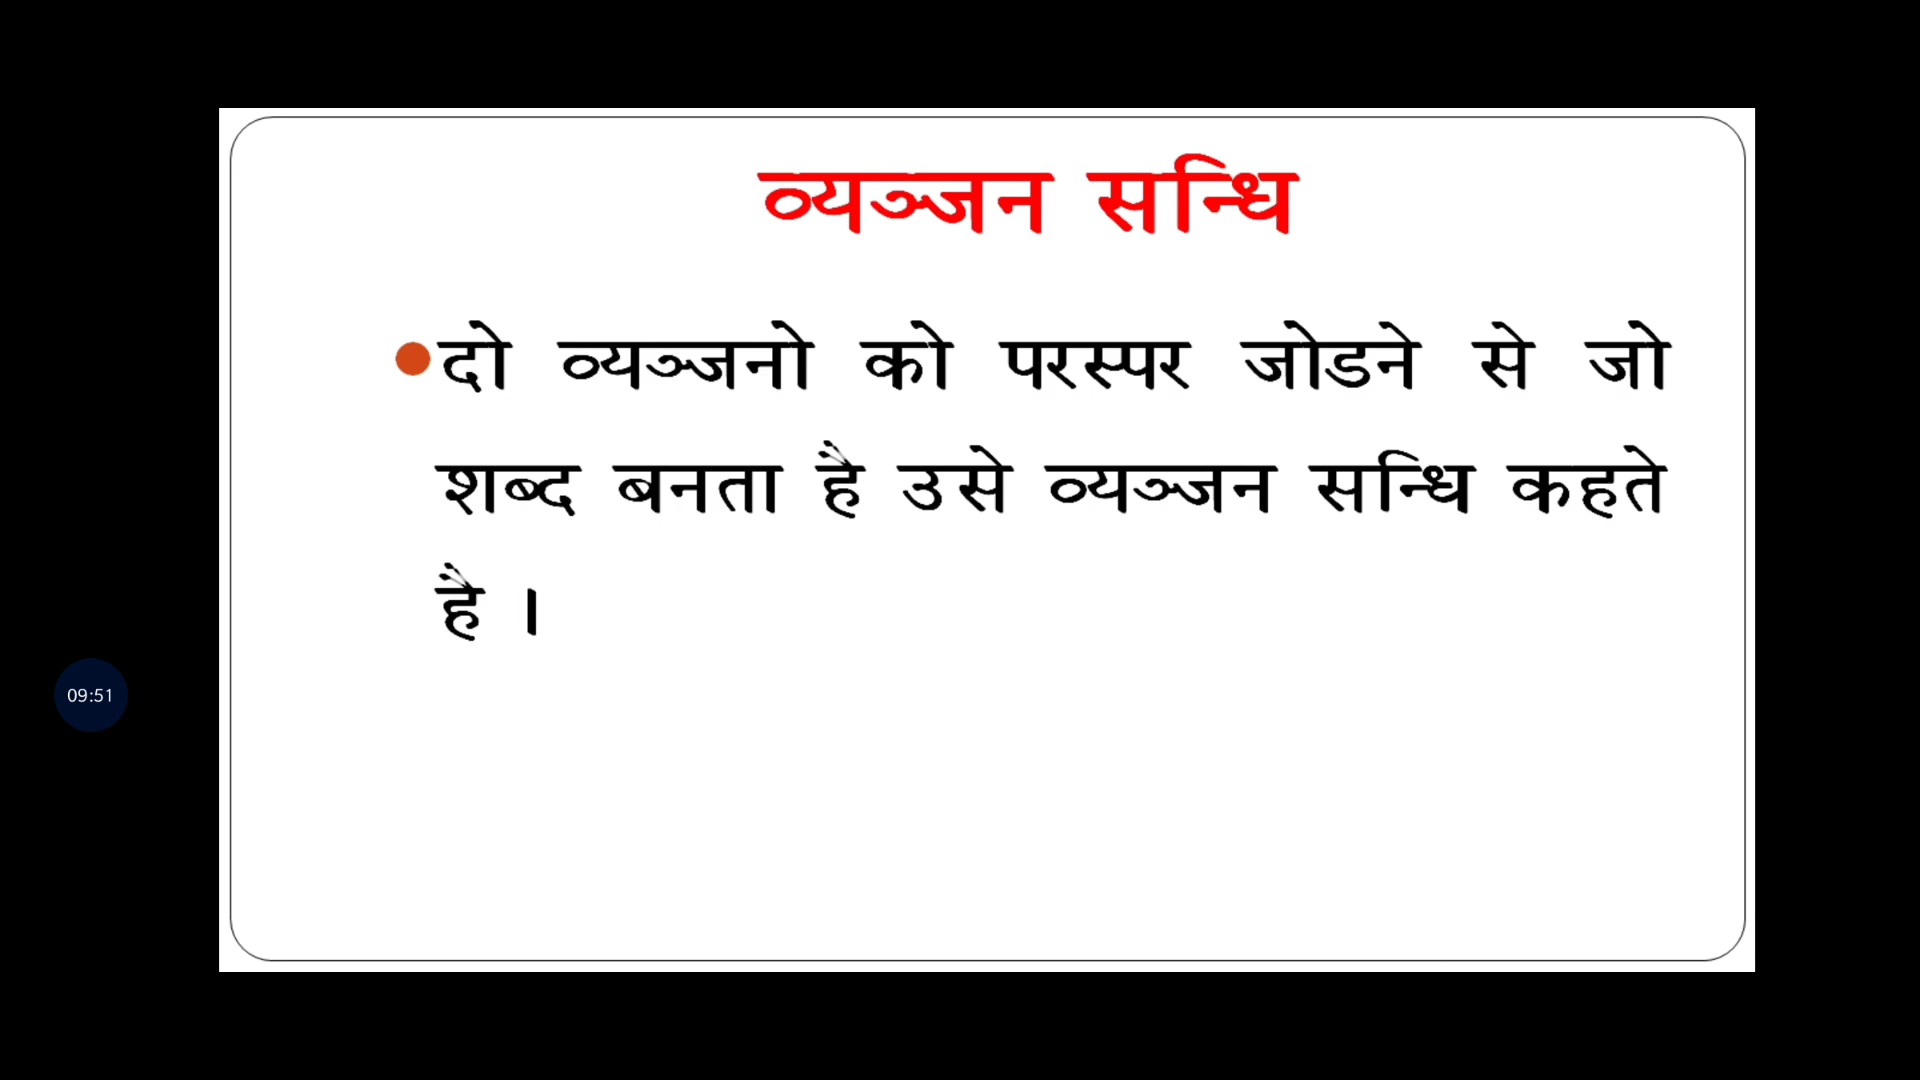 व्यञ्जन सन्धि
दो व्यञ्जनो को परस्पर जोडने से जो
शब्द बनता है उसे व्यञ्जन सन्धि कहते
है ।
09:51